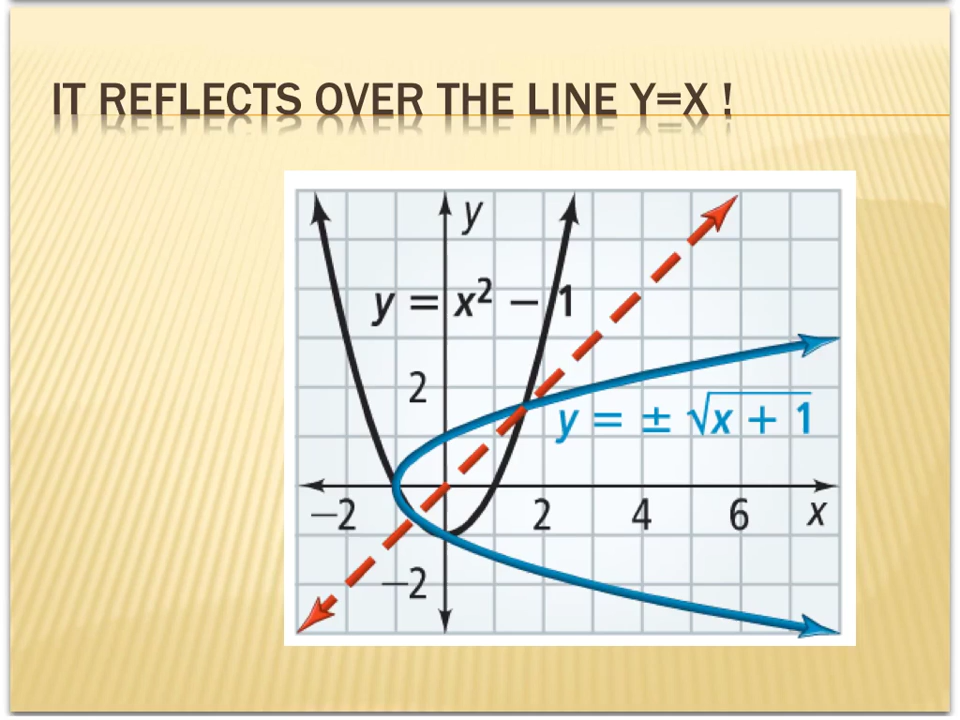 IT REFLECTS OVER THE LINE Y=X !
y
y = x² − 1
2
y = ± √x + 1
−2 2 4 6 x
−2